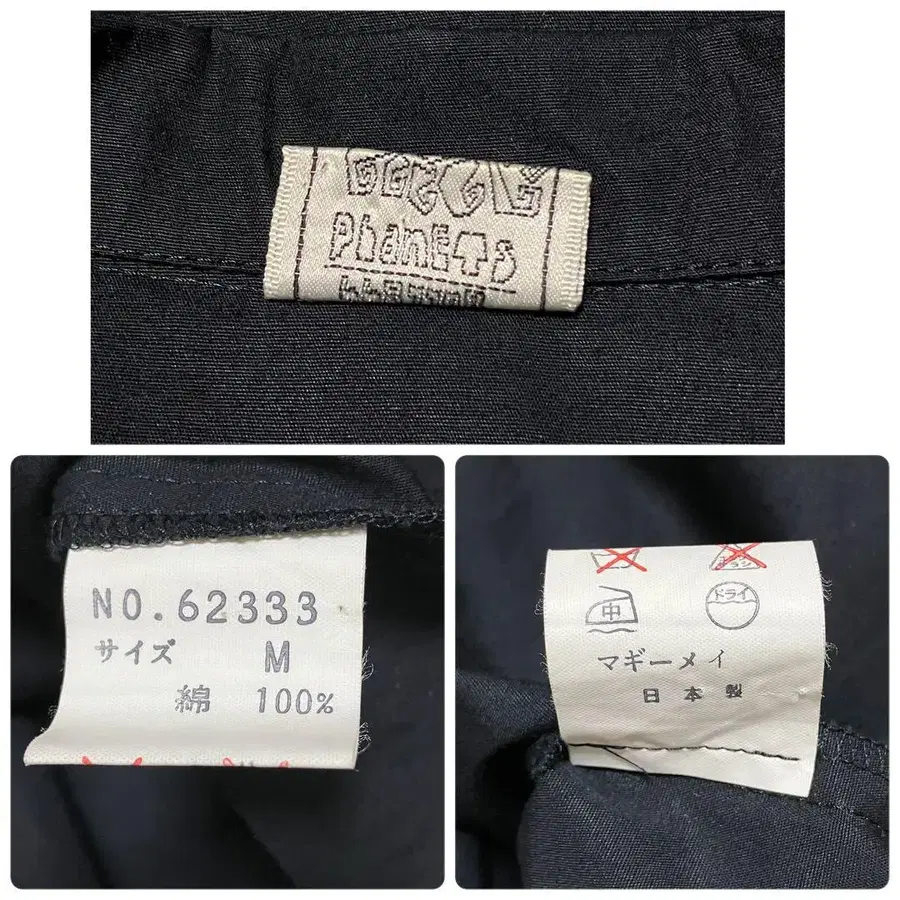 PhanETS
NO.62333
サイズ M
綿 100%
中
ドライ
マギーメイ
日本製